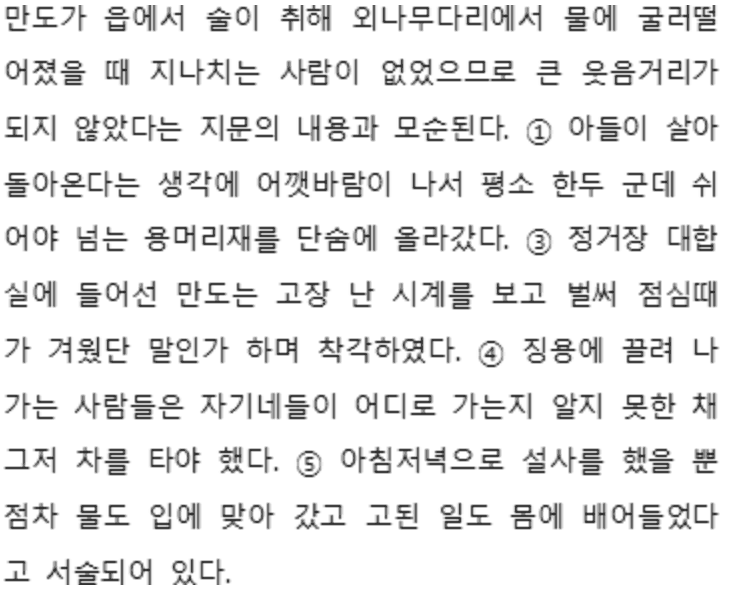 만도가 읍에서 술이 취해 외나무다리에서 물에 굴러떨
어졌을 때 지나치는 사람이 없었으므로 큰 웃음거리가
되지 않았다는 지문의 내용과 모순된다. ① 아들이 살아
돌아온다는 생각에 어깻바람이 나서 평소 한두 군데 쉬
어야 넘는 용머리재를 단숨에 올라갔다. ③ 정거장 대합
실에 들어선 만도는 고장 난 시계를 보고 벌써 점심때
가 겨웠단 말인가 하며 착각하였다. ④ 징용에 끌려 나
가는 사람들은 자기네들이 어디로 가는지 알지 못한 채
그저 차를 타야 했다. ⑤ 아침저녁으로 설사를 했을 뿐
점차 물도 입에 맞아 갔고 고된 일도 몸에 배어들었다
고 서술되어 있다.